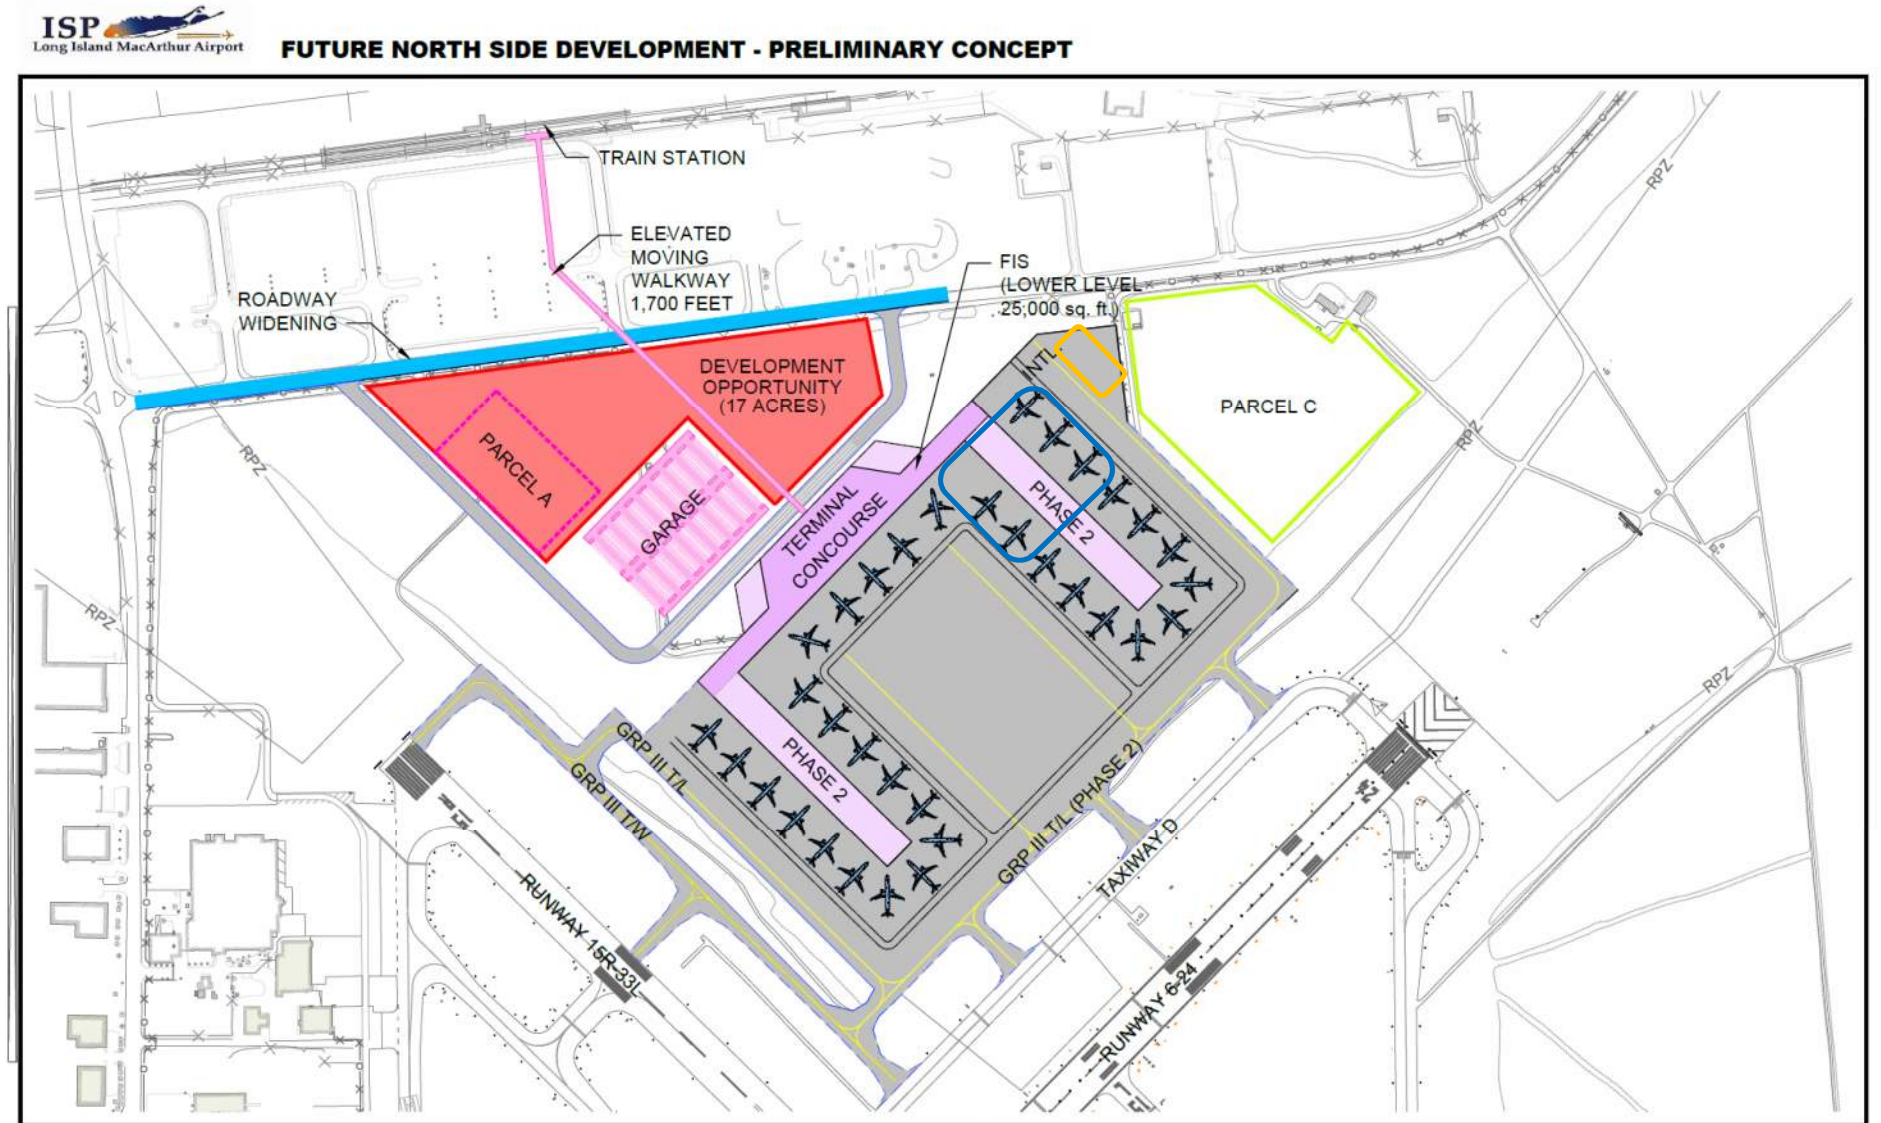 ISP
Long Island MacArthur Airport
FUTURE NORTH SIDE DEVELOPMENT - PRELIMINARY CONCEPT
TRAIN STATION
ELEVATED
MOVING
WALKWAY
1,700 FEET
ROADWAY
WIDENING
FIS
(LOWER LEVEL
25,000 sq. ft.)
RPZ
DEVELOPMENT
OPPORTUNITY
(17 ACRES)
INTL
PARCEL C
PARCEL A
GARAGE
TERMINAL
CONCOURSE
PHASE 2
RPZ
RPZ
RPZ
RPZ
PHASE 2
GRP III T/L
GRP III T/W
GRP III T/L (PHASE 2)
TAXIWAY D
RUNWAY 15R-33L
RUNWAY 6-24
24